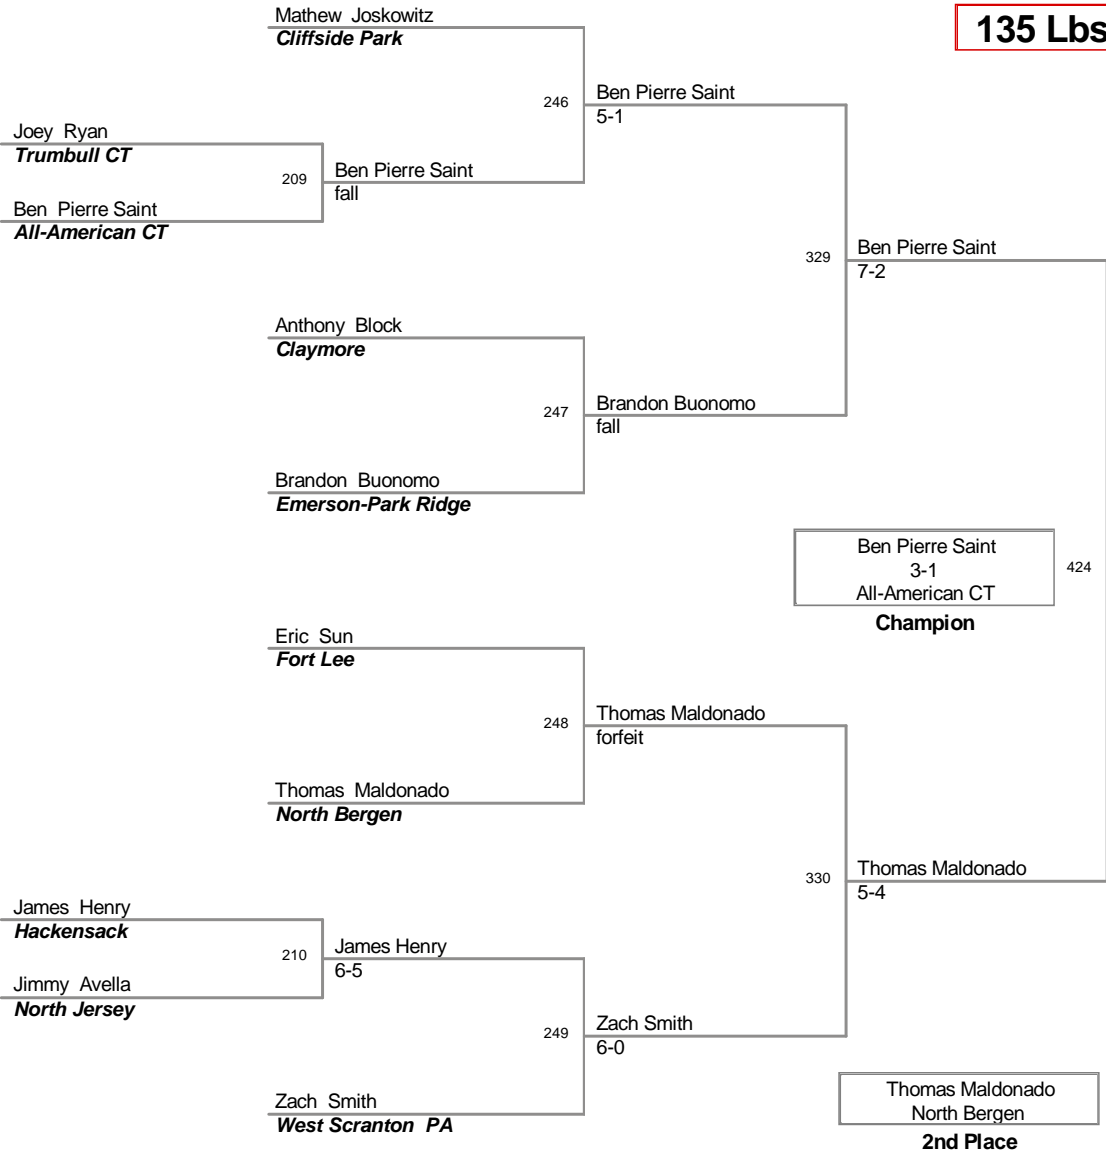 Mathew Joskowitz
Cliffside Park
135 Lbs
246
Ben Pierre Saint
5-1
Joey Ryan
Trumbull CT
209
Ben Pierre Saint
fall
Ben Pierre Saint
All-American CT
329
Ben Pierre Saint
7-2
Anthony Block
Claymore
247
Brandon Buonomo
fall
Brandon Buonomo
Emerson-Park Ridge
Ben Pierre Saint
3-1
All-American CT
424
Champion
Eric Sun
Fort Lee
248
Thomas Maldonado
forfeit
Thomas Maldonado
North Bergen
330
Thomas Maldonado
5-4
James Henry
Hackensack
210
James Henry
6-5
Jimmy Avella
North Jersey
249
Zach Smith
6-0
Zach Smith
West Scranton PA
Thomas Maldonado
North Bergen
2nd Place